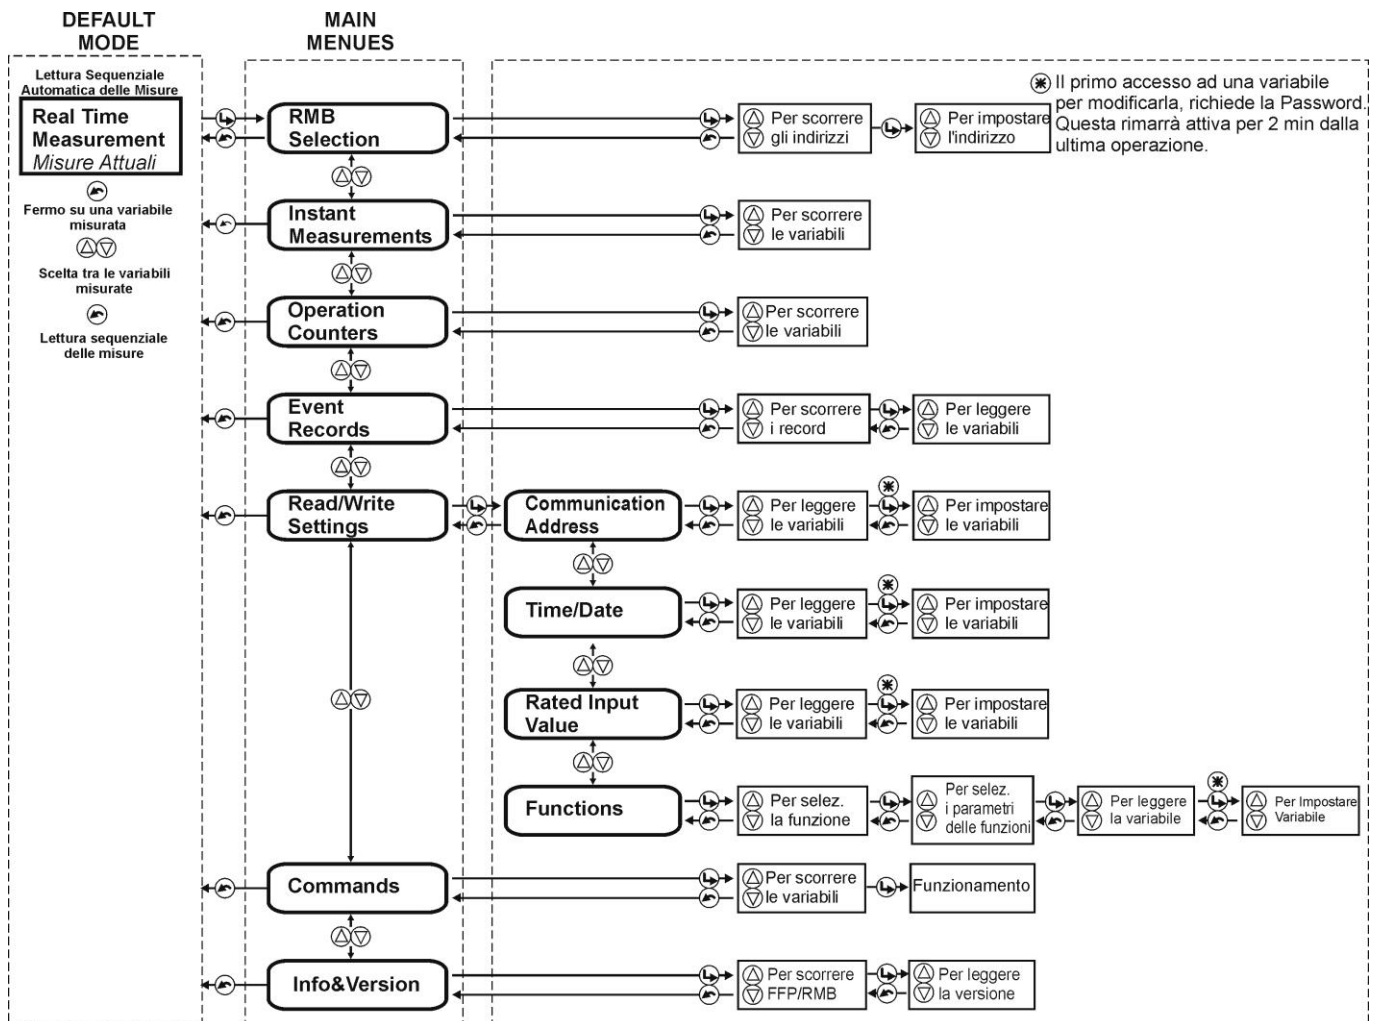 DEFAULT
MODE
MAIN
MENUES
Lettura Sequenziale
Automatica delle Misure
Real Time
Measurement
Misure Attuali
Fermo su una variabile
misurata
Scelta tra le variabili
misurate
Lettura sequenziale
delle misure
RMB
Selection
Per scorrere
gli indirizzi
Per impostare
l'indirizzo
Il primo accesso ad una variabile
per modificarla, richiede la Password.
Questa rimarrà attiva per 2 min dalla
ultima operazione.
Instant
Measurements
Per scorrere
le variabili
Operation
Counters
Per scorrere
le variabili
Event
Records
Per scorrere
i record
Per leggere
le variabili
Read/Write
Settings
Communication
Address
Per leggere
le variabili
Per impostare
le variabili
Time/Date
Per leggere
le variabili
Per impostare
le variabili
Rated Input
Value
Per leggere
le variabili
Per impostare
le variabili
Functions
Per selez.
la funzione
Per selez.
i parametri
delle funzioni
Per leggere
la variabile
Per Impostare
Variabile
Commands
Per scorrere
le variabili
Funzionamento
Info&Version
Per scorrere
FFP/RMB
Per leggere
la versione